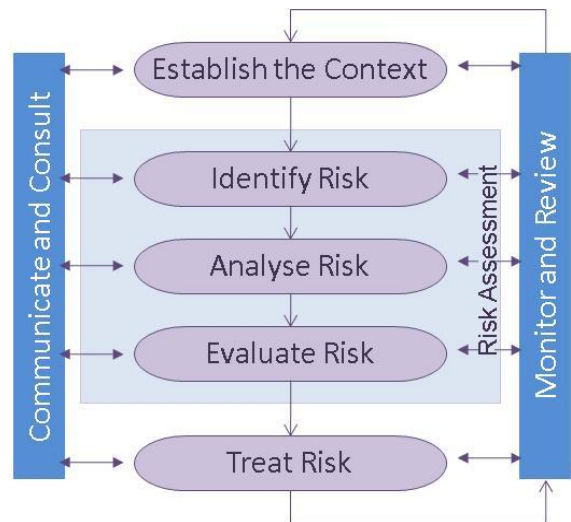 Establish the Context
Communicate and Consult
Identify Risk
Analyse Risk
Evaluate Risk
Risk Assessment
Monitor and Review
Treat Risk